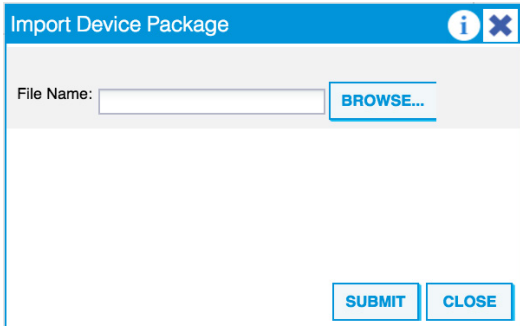 Import Device Package
File Name:
BROWSE...
SUBMIT
CLOSE